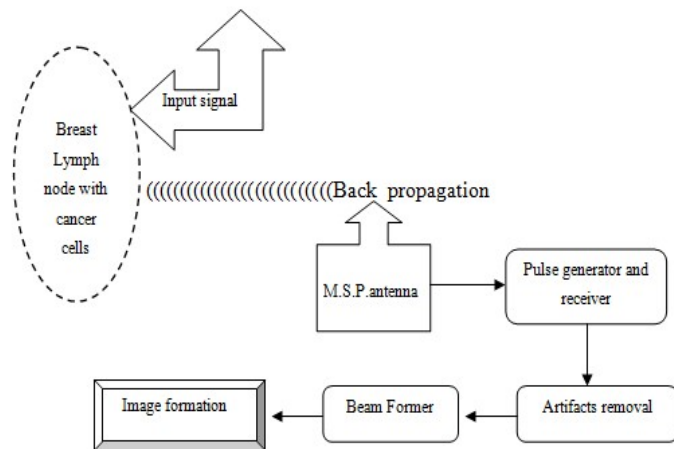 Input signal
Breast
Lymph
node with
cancer
cells
((((((((((((((((((((((((((((Back propagation
M.S.P.antenna
Pulse generator and
receiver
Image formation
Beam Former
Artifacts removal